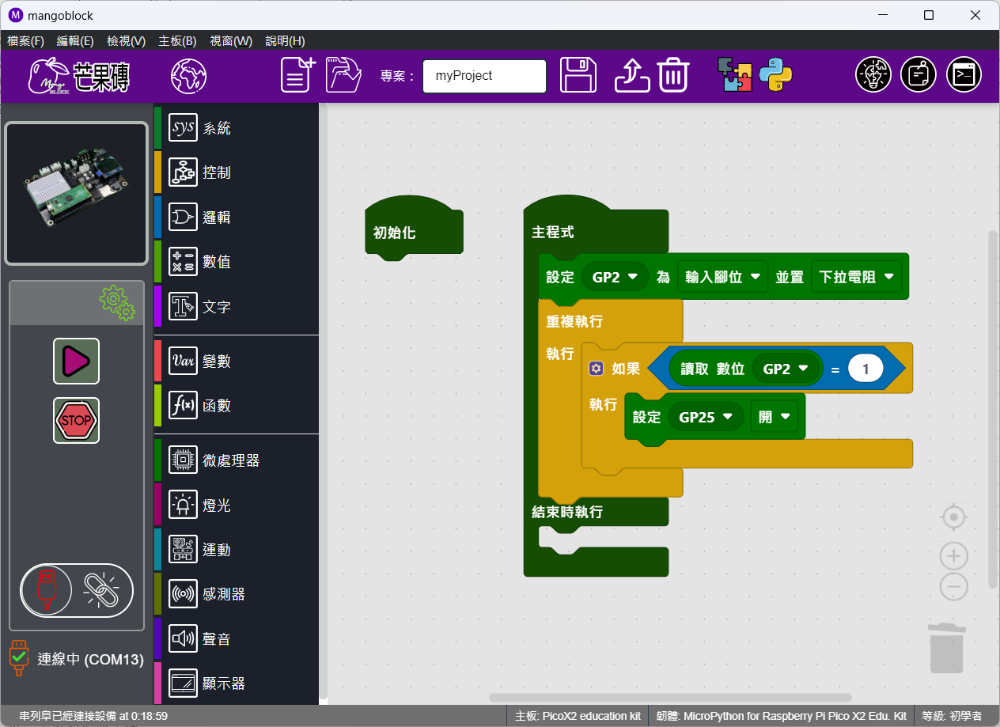 mangoblock
檔案(F) 編輯(E) 檢視(V) 主板(B) 視窗(W) 說明(H)
Mango BLOCK 芒果磚 專案： myProject
sys 系統
控制
邏輯
數值
文字
Var 變數
f(x) 函數
微處理器
燈光
運動
感測器
聲音
顯示器
STOP
連線中 (COM13)
初始化
主程式
設定 GP2 為 輸入腳位 並置 下拉電阻
重複執行
執行 如果 讀取 數位 GP2 = 1
執行 設定 GP25 開
結束時執行
串列阜已經連接設備 at 0:18:59 主板: PicoX2 education kit 韌體: MicroPython for Raspberry Pi Pico X2 Edu. Kit 等級: 初學者